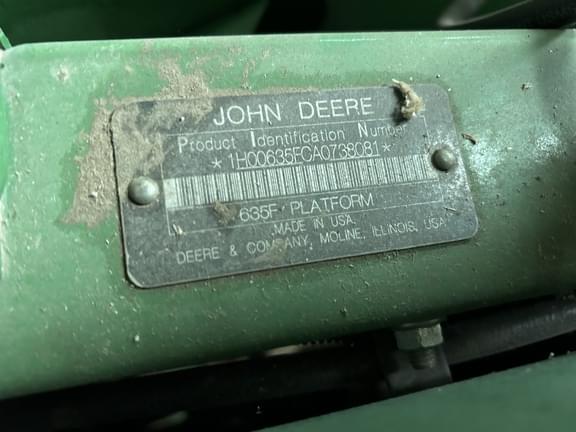 JOHN DEERE
Product Identification Number
*1H00635FCA0738081*
635F PLATFORM
MADE IN USA.
DEERE & COMPANY, MOLINE, ILLINOIS, USA